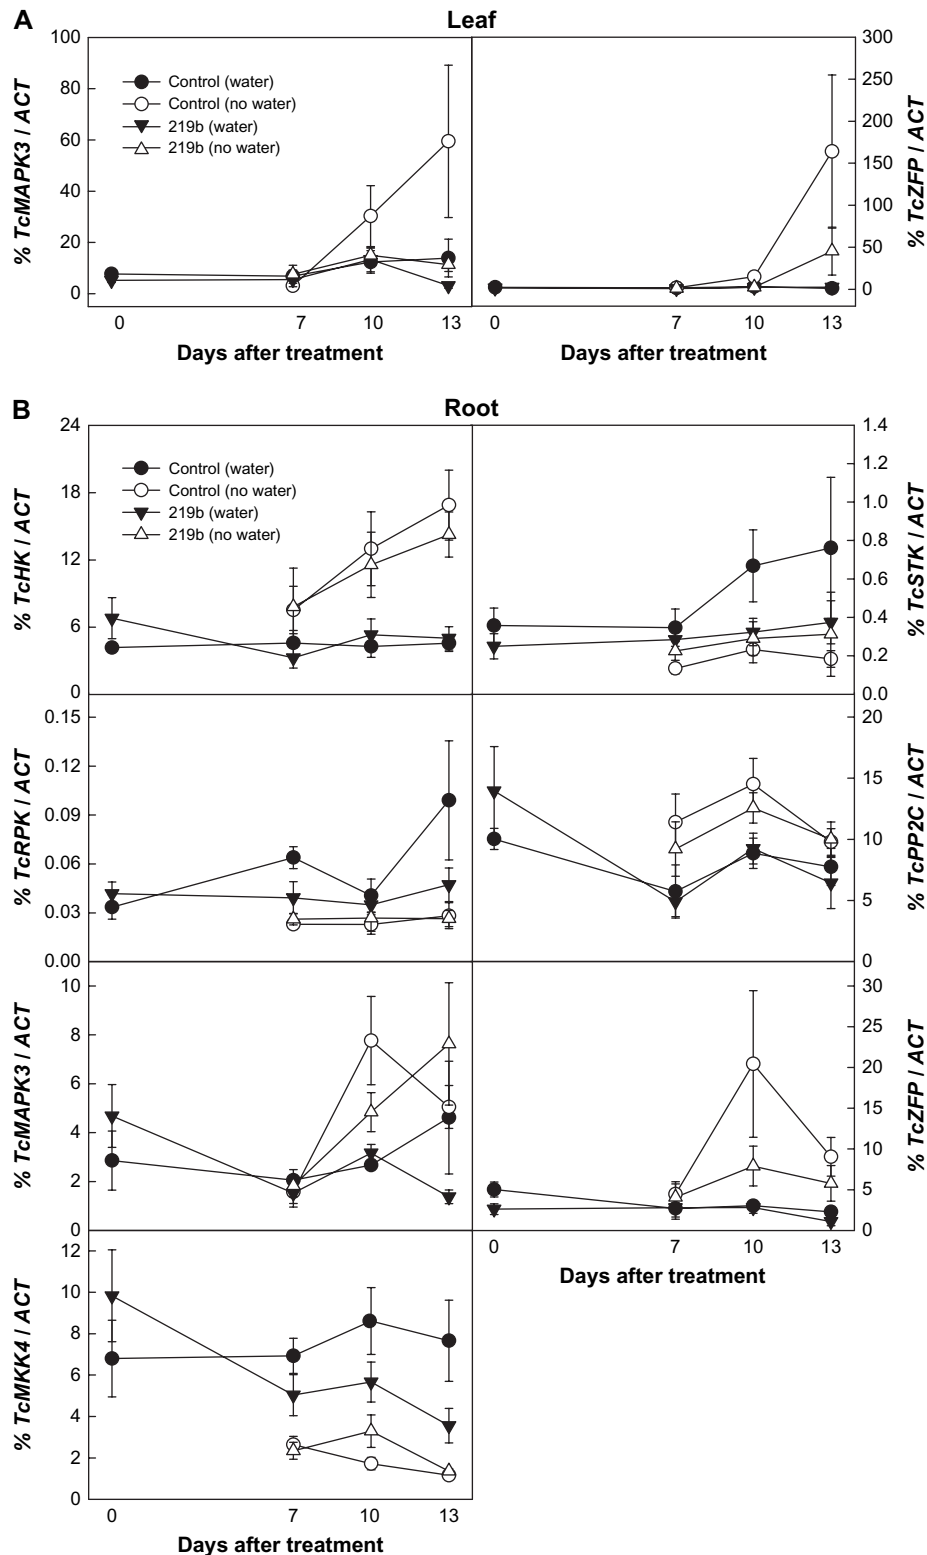 A
Leaf
% TcMAPK3 / ACT
100
80
60
40
20
0
Control (water)
Control (no water)
219b (water)
219b (no water)
300
250
200
150
100
50
0
% TcZFP / ACT
0 7 10 13
0 7 10 13
Days after treatment
Days after treatment
B
Root
% TcHK / ACT
24
18
12
6
0
Control (water)
Control (no water)
219b (water)
219b (no water)
1.4
1.2
1.0
0.8
0.6
0.4
0.2
0.0
% TcSTK / ACT
% TcRPK / ACT
0.15
0.12
0.09
0.06
0.03
0.00
20
15
10
5
0
% TcPP2C / ACT
% TcMAPK3 / ACT
10
8
6
4
2
0
30
25
20
15
10
5
0
% TcZFP / ACT
0 7 10 13
Days after treatment
% TcMKK4 / ACT
12
10
8
6
4
2
0
0 7 10 13
Days after treatment